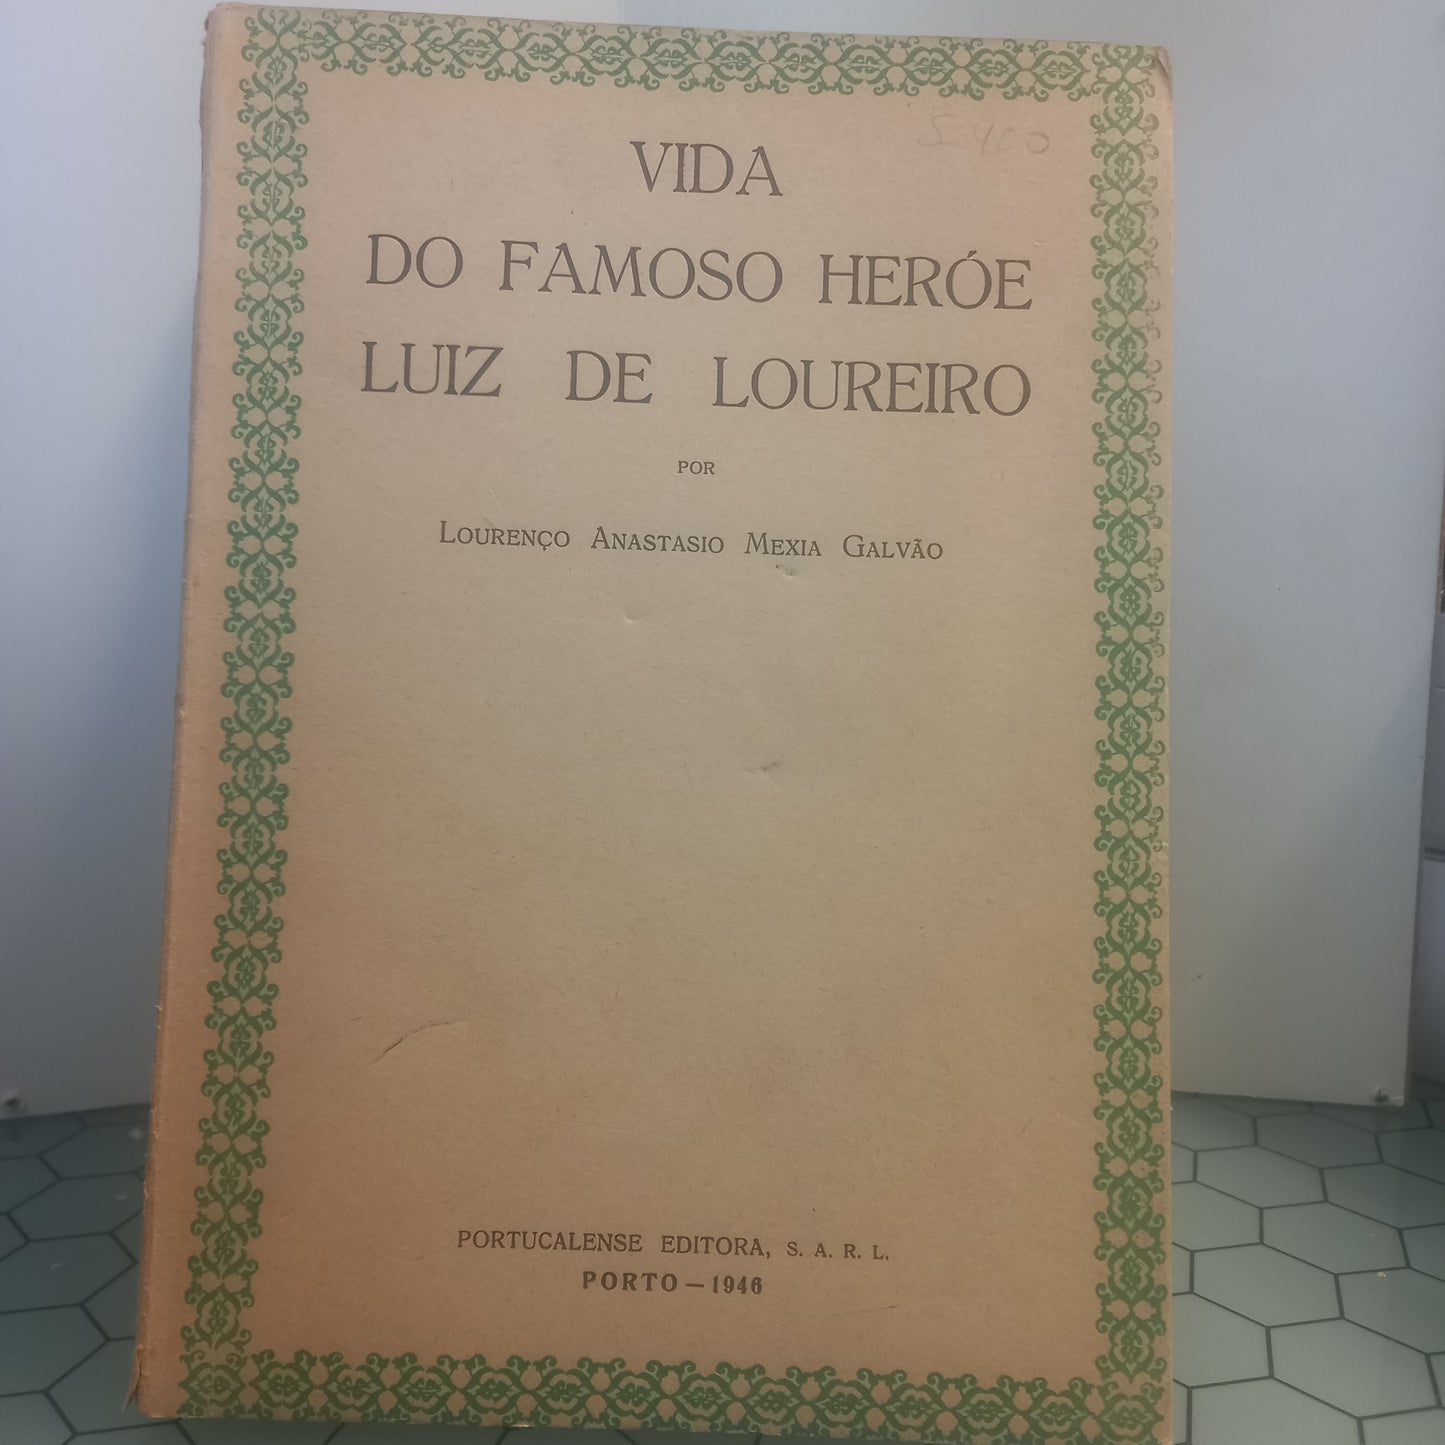 VIDA
DO FAMOSO HERÓE
LUIZ DE LOUREIRO
POR
LOURENÇO ANASTASIO MEXIA GALVÃO
PORTUCALENSE EDITORA, S. A. R. L.
PORTO — 1946